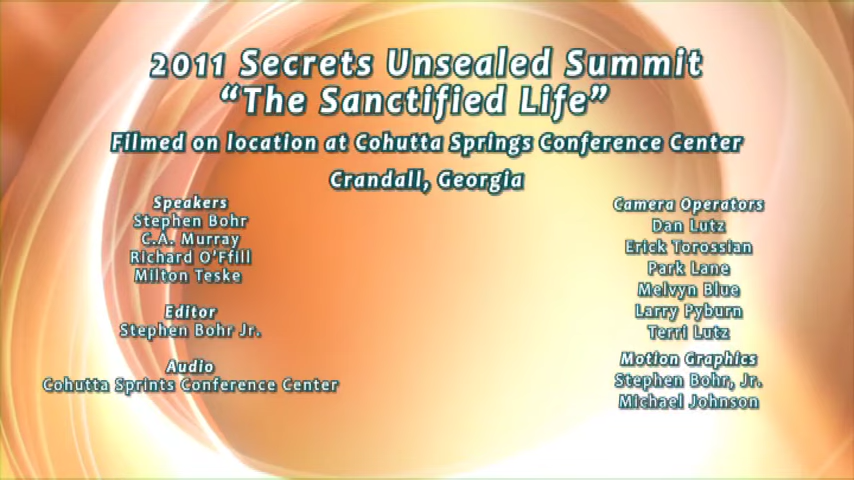 2011 Secrets Unsealed Summit
“The Sanctified Life”
Filmed on location at Cohutta Springs Conference Center
Crandall, Georgia
Speakers
Stephen Bohr
C.A. Murray
Richard O’Ffill
Milton Teske
Editor
Stephen Bohr Jr.
Audio
Cohutta Sprints Conference Center
Camera Operators
Dan Lutz
Erick Torossian
Park Lane
Melvyn Blue
Larry Pyburn
Terri Lutz
Motion Graphics
Stephen Bohr, Jr.
Michael Johnson